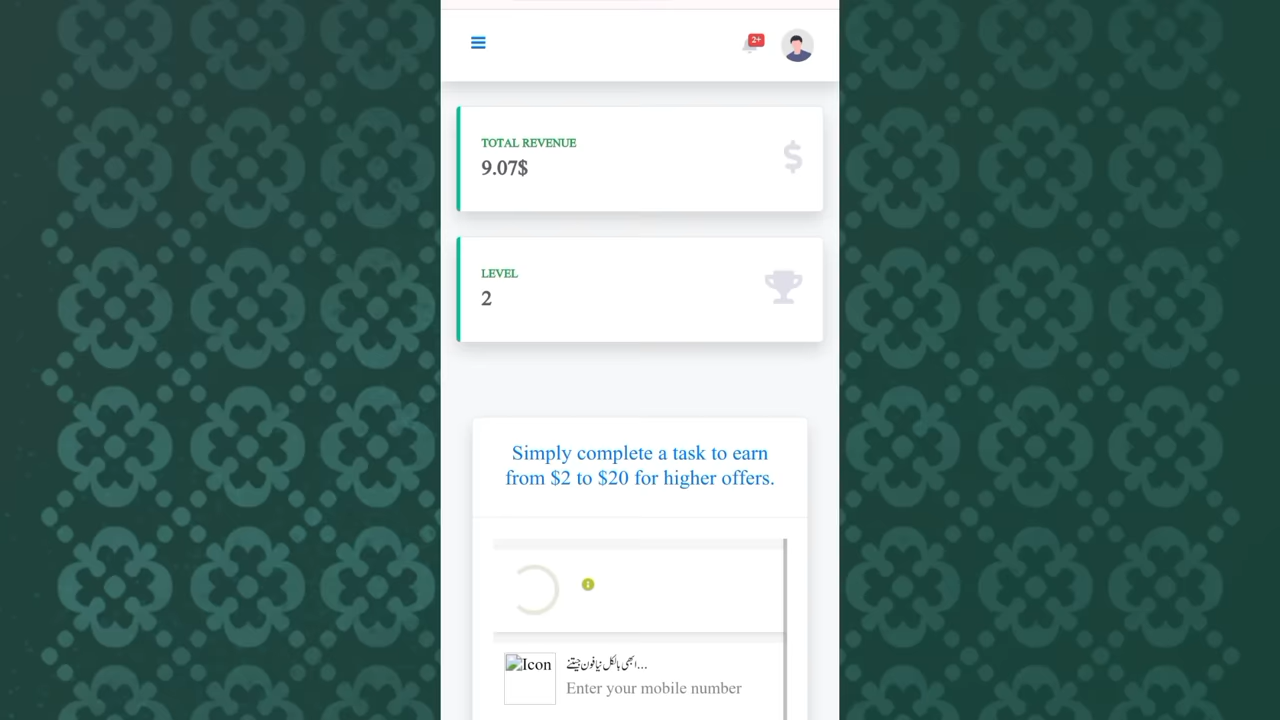 2+
TOTAL REVENUE
9.07$
LEVEL
2
Simply complete a task to earn
from $2 to $20 for higher offers.
Icon
ابھی بالکل نیا فون جیتنے...
Enter your mobile number